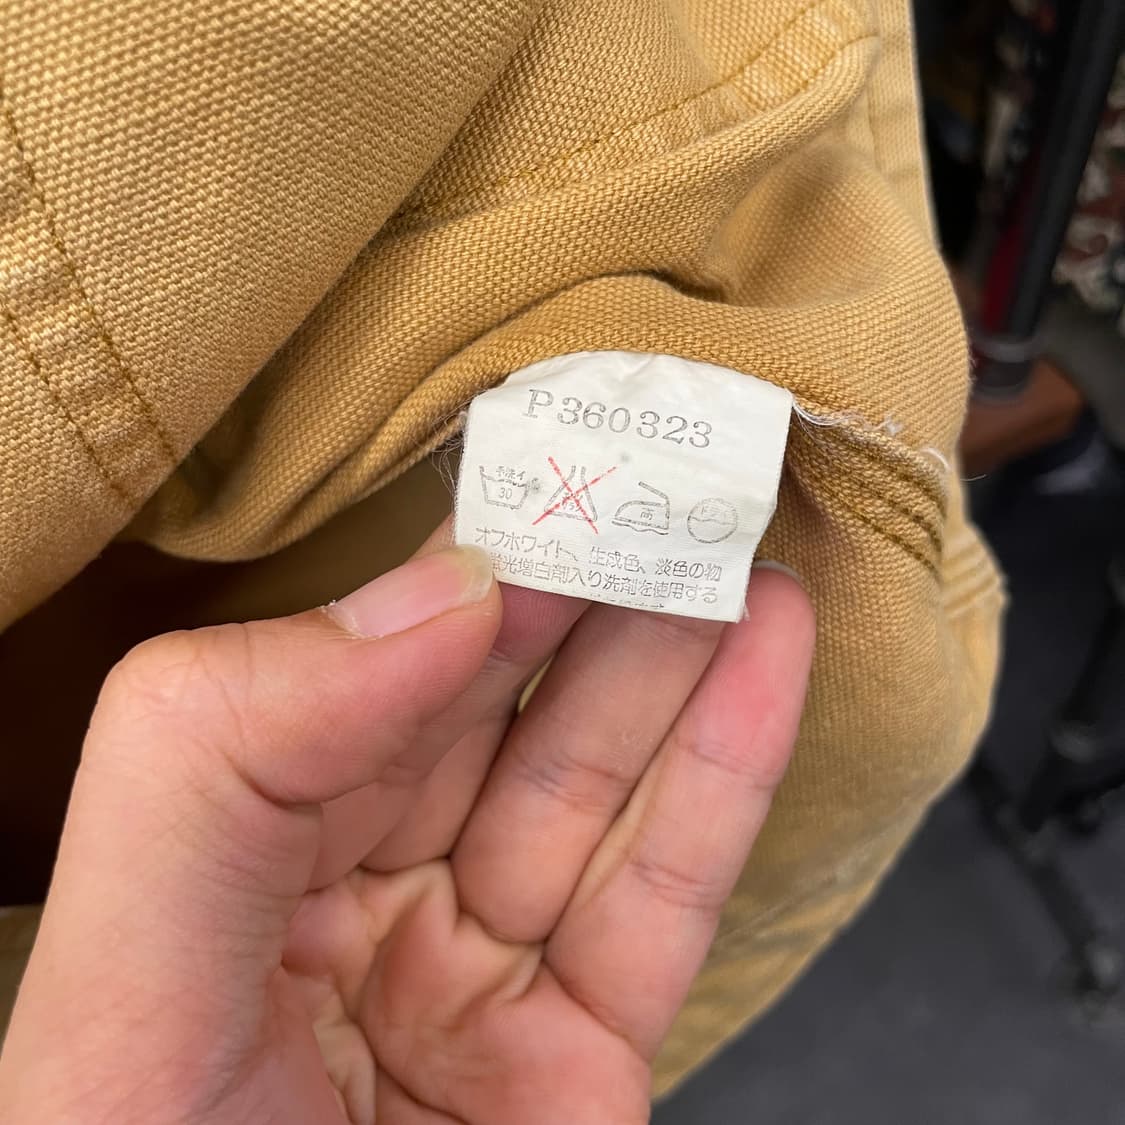 P360323
手洗イ
30
中
ドライ
オフホワイト、生成色、淡色の物
蛍光増白剤入り洗剤を使用する